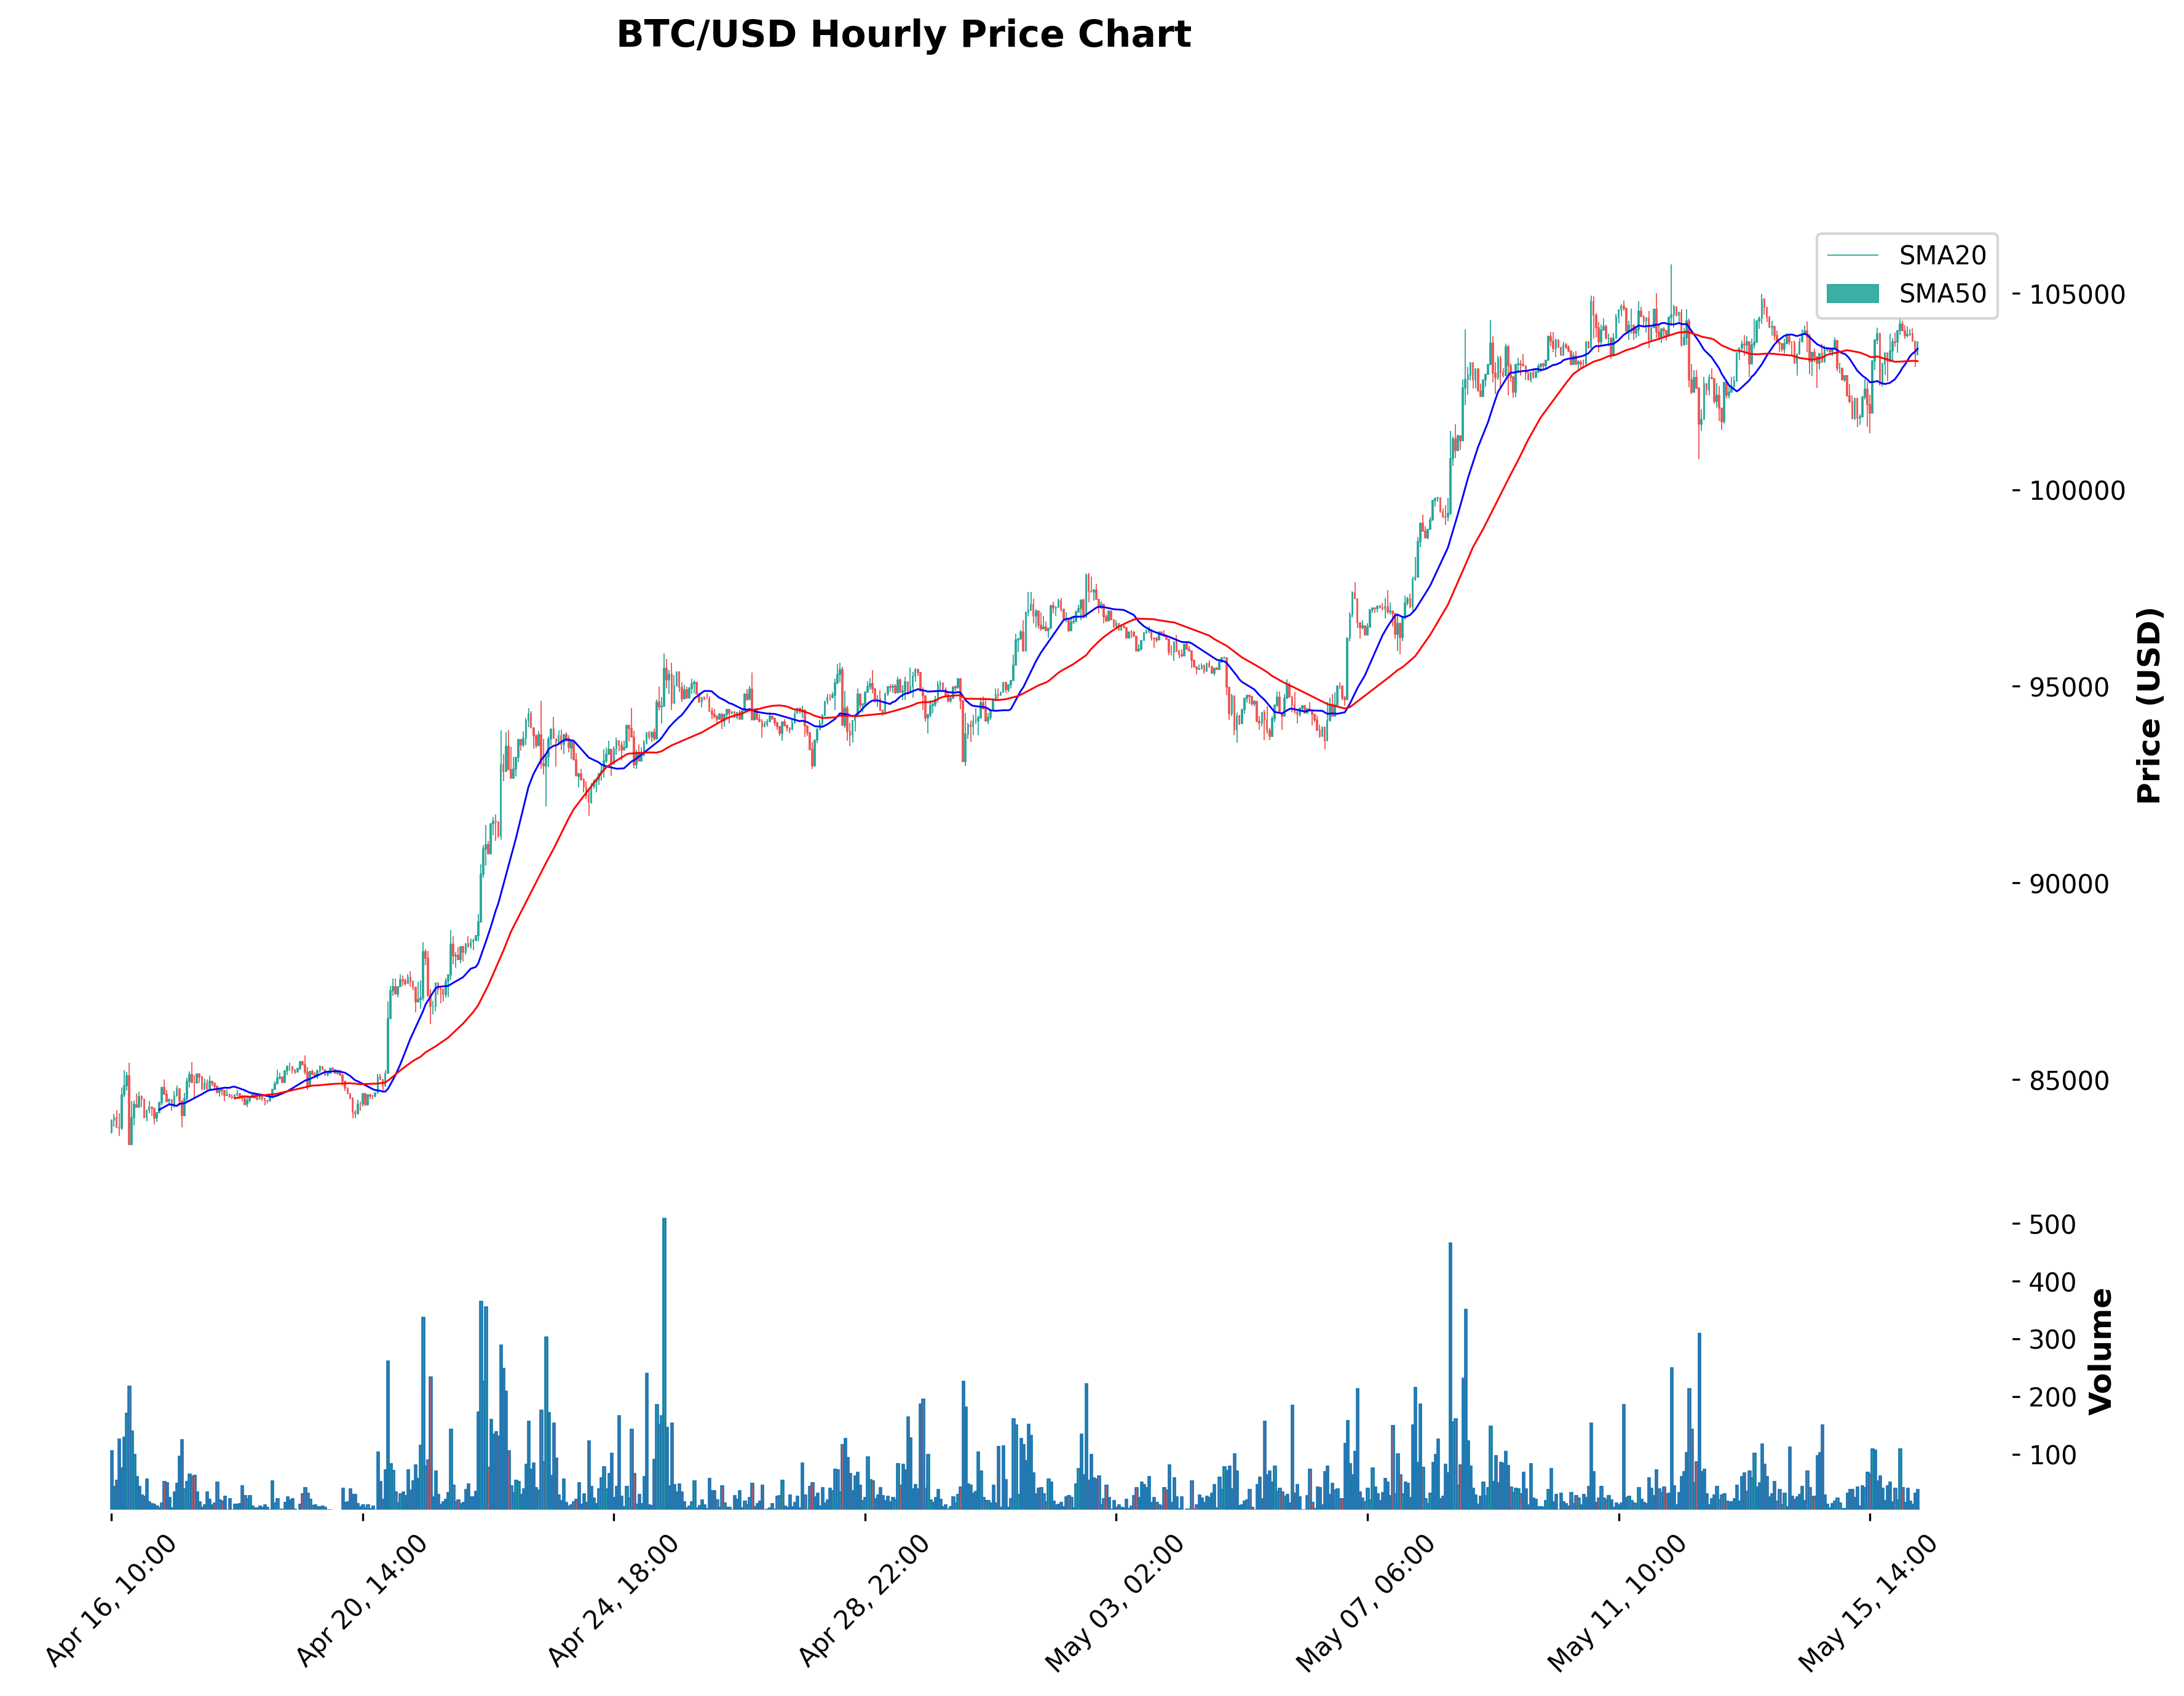 BTC/USD Hourly Price Chart
SMA20
SMA50
105000
100000
95000
90000
85000
Price (USD)
500
400
300
200
100
Volume
Apr 16, 10:00
Apr 20, 14:00
Apr 24, 18:00
Apr 28, 22:00
May 03, 02:00
May 07, 06:00
May 11, 10:00
May 15, 14:00